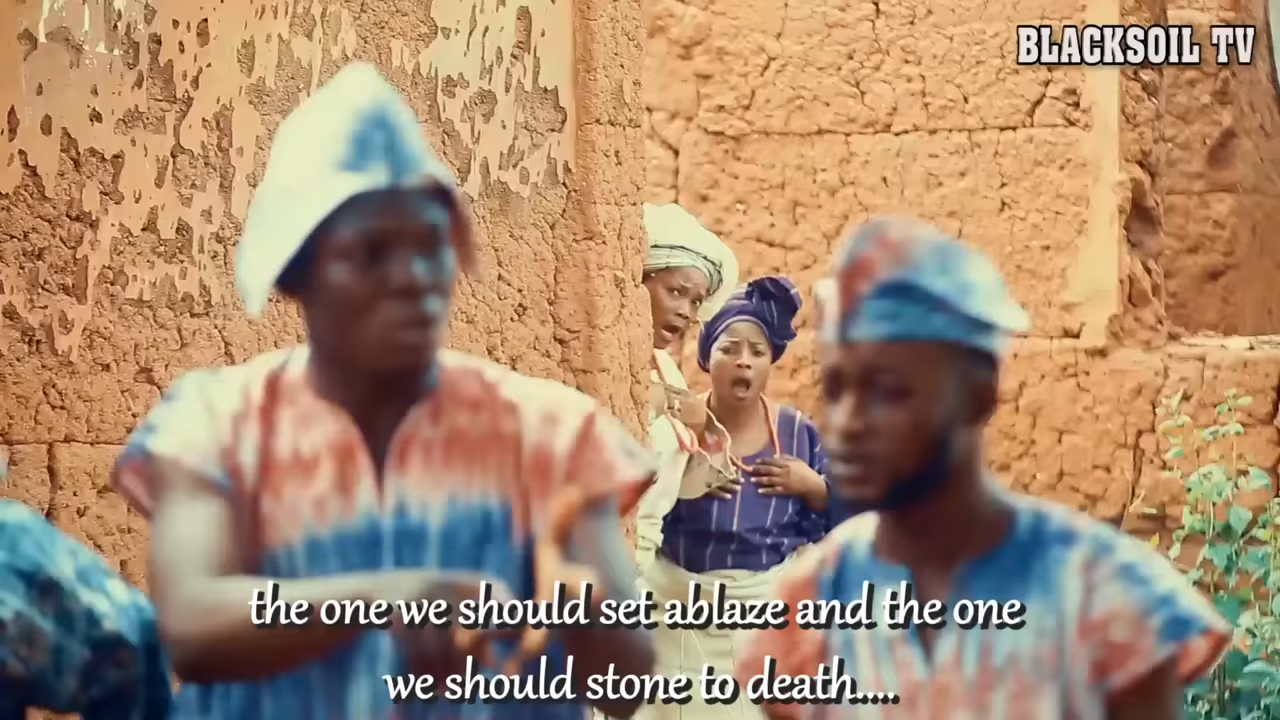 BLACKSOIL TV
the one we should set ablaze and the one
we should stone to death....